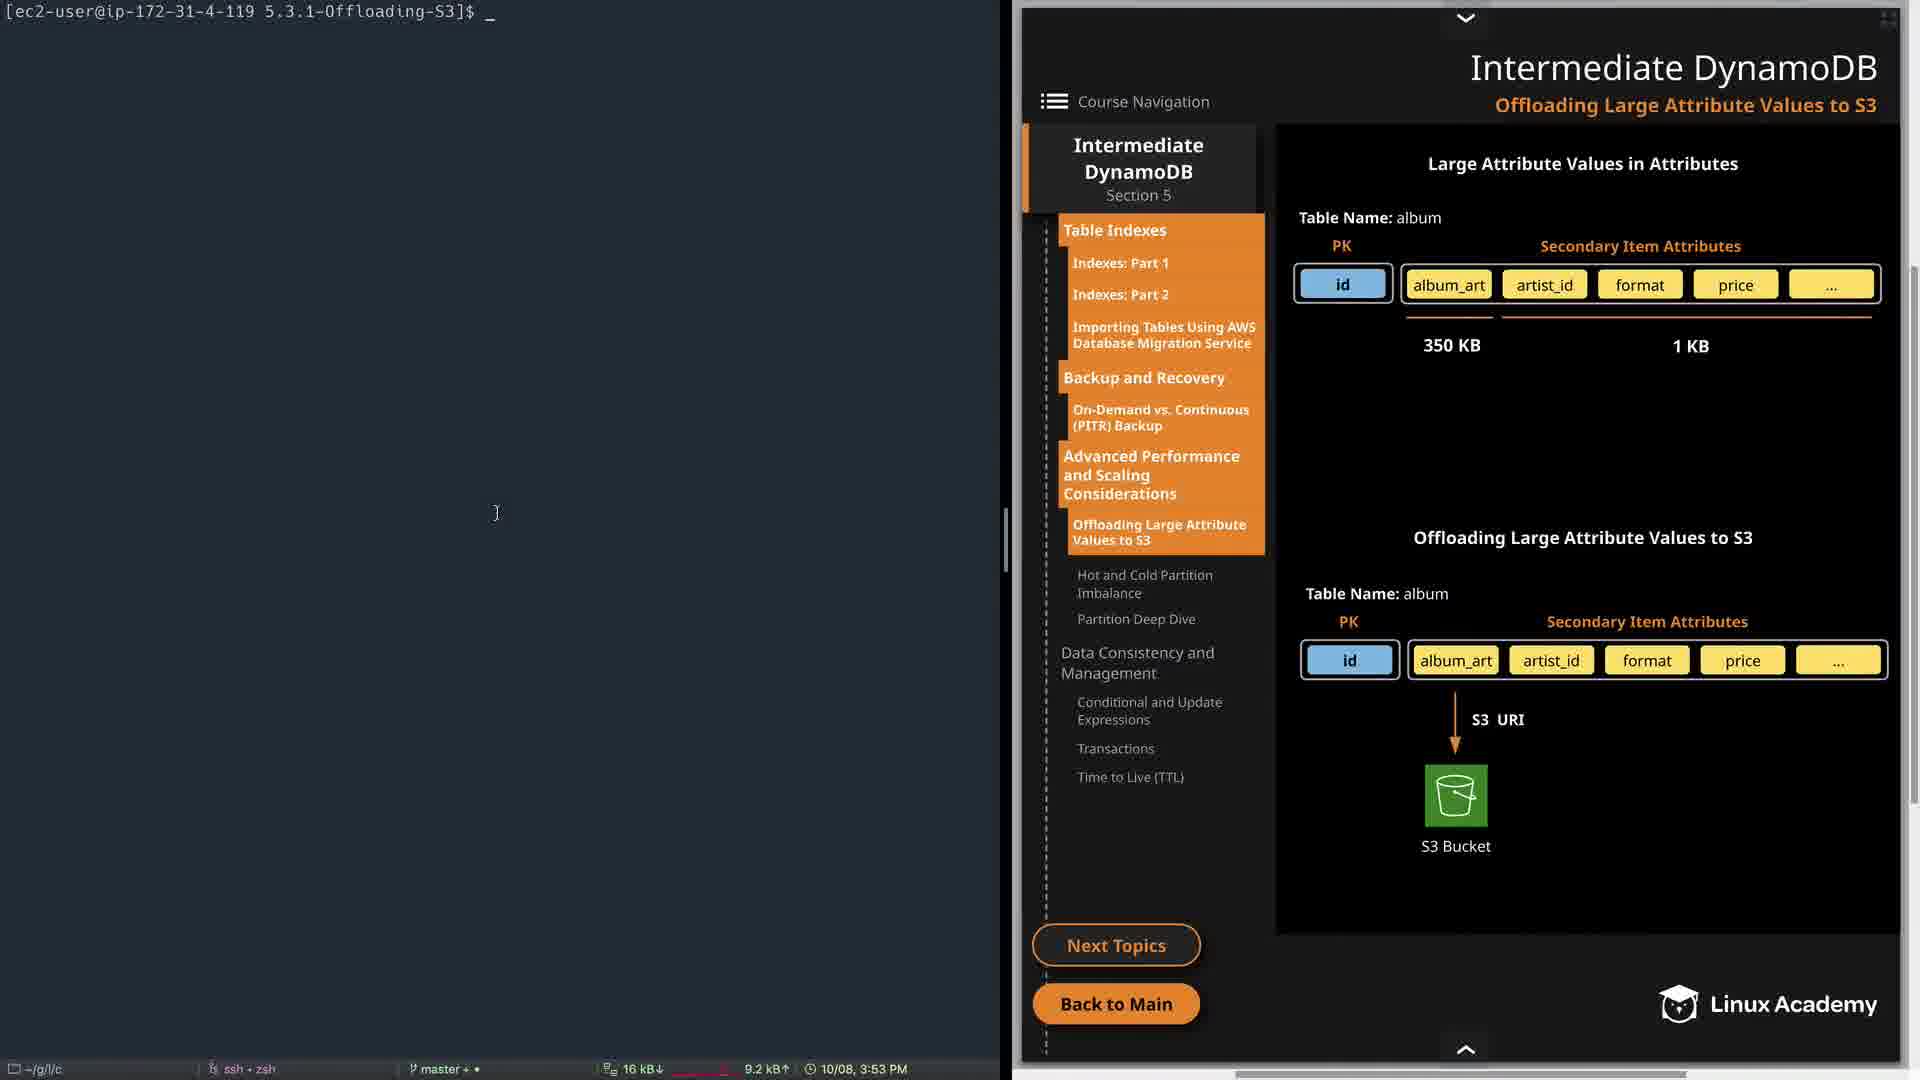 [ec2-user@ip-172-31-4-119 5.3.1-Offloading-S3]$ _
~/g/l/c
ssh - zsh
master + •
16 kB↓
9.2 kB↑
10/08, 3:53 PM
Intermediate DynamoDB
Offloading Large Attribute Values to S3
Course Navigation
Intermediate
DynamoDB
Section 5
Table Indexes
Indexes: Part 1
Indexes: Part 2
Importing Tables Using AWS
Database Migration Service
Backup and Recovery
On-Demand vs. Continuous
(PITR) Backup
Advanced Performance
and Scaling
Considerations
Offloading Large Attribute
Values to S3
Hot and Cold Partition
Imbalance
Partition Deep Dive
Data Consistency and
Management
Conditional and Update
Expressions
Transactions
Time to Live (TTL)
Next Topics
Back to Main
Large Attribute Values in Attributes
Table Name: album
PK Secondary Item Attributes
id album_art artist_id format price ...
350 KB 1 KB
Offloading Large Attribute Values to S3
Table Name: album
PK Secondary Item Attributes
id album_art artist_id format price ...
S3 URI
S3 Bucket
Linux Academy